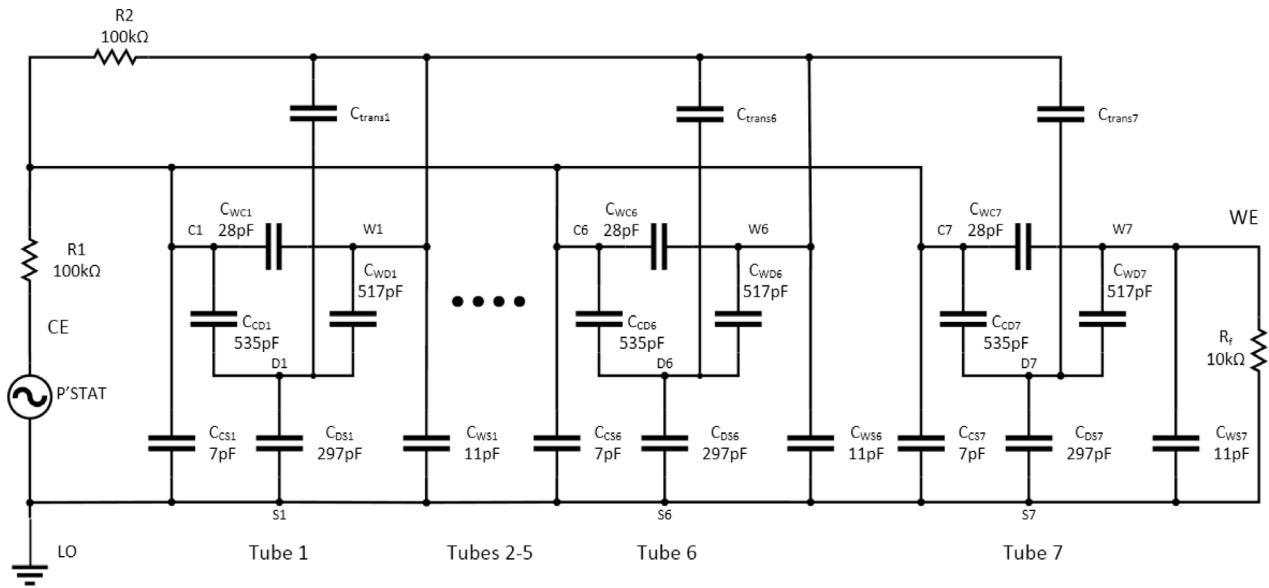 R2
100kΩ
Ctrans1
Ctrans6
Ctrans7
R1
100kΩ
CE
P'STAT
LO
C1
CWC1
28pF
W1
CCD1
535pF
CWD1
517pF
D1
CCS1
7pF
CDS1
297pF
CWS1
11pF
S1
Tube 1
Tubes 2-5
C6
CWC6
28pF
W6
CCD6
535pF
CWD6
517pF
D6
CCS6
7pF
CDS6
297pF
CWS6
11pF
S6
Tube 6
C7
CWC7
28pF
W7
WE
CCD7
535pF
CWD7
517pF
D7
Rf
10kΩ
CCS7
7pF
CDS7
297pF
CWS7
11pF
S7
Tube 7